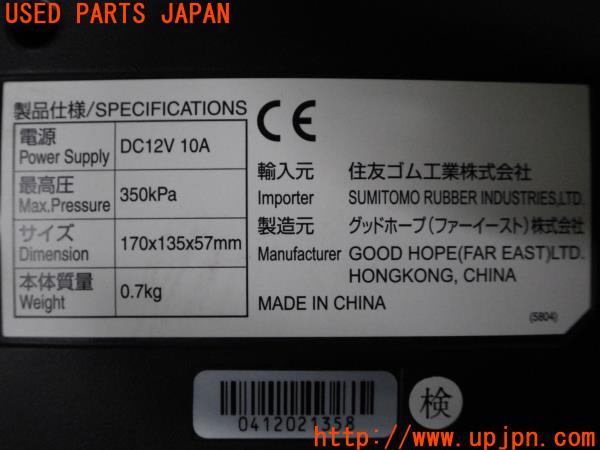 USED PARTS JAPAN
製品仕様/SPECIFICATIONS
電源
Power Supply
DC12V 10A
最高圧
Max.Pressure
350kPa
サイズ
Dimension
170x135x57mm
本体質量
Weight
0.7kg
CE
輸入元 住友ゴム工業株式会社
Importer SUMITOMO RUBBER INDUSTRIES,LTD.
製造元 グッドホープ(ファーイースト)株式会社
Manufacturer GOOD HOPE(FAR EAST)LTD.
HONGKONG, CHINA
MADE IN CHINA
(5804)
0412021358
検
http://www.upjpn.com/